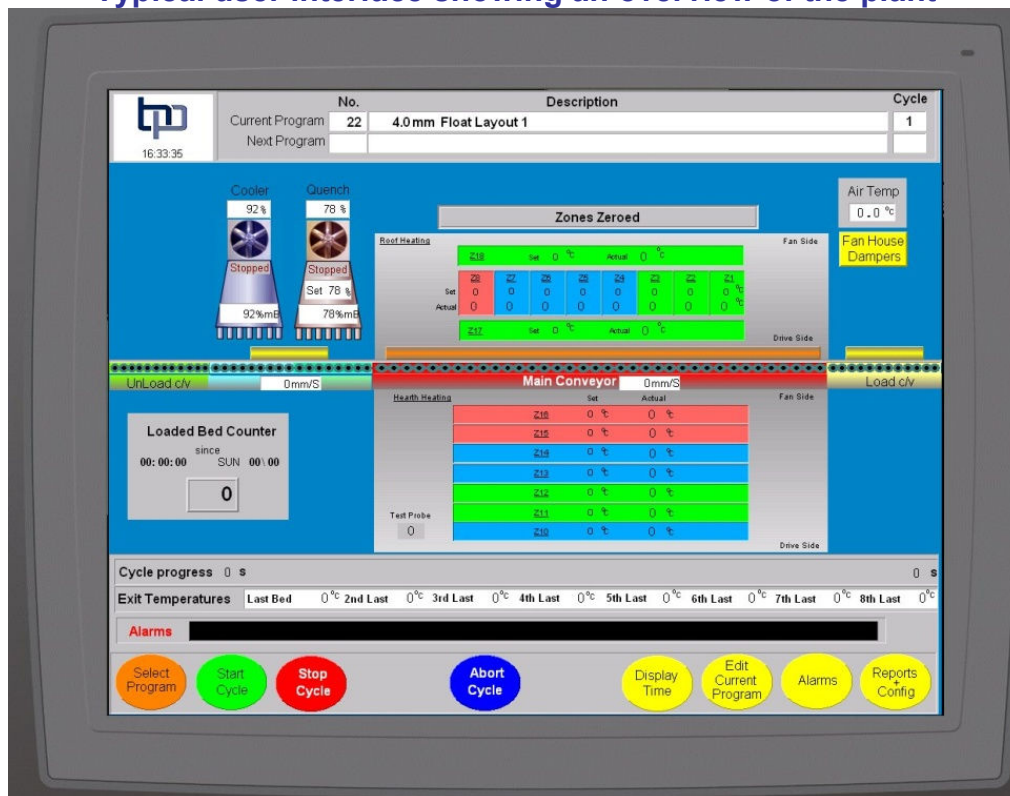 Typical user interface showing an overview of the plant
bpo
16:33:35
No. Description Cycle
Current Program 22 4.0 mm Float Layout 1 1
Next Program
Cooler Quench
92 % 78 %
Stopped Stopped
Set 78 %
92%mB 78%mB
Zones Zeroed
Air Temp
0.0 °C
Fan House
Dampers
Roof Heating Fan Side
Z18 Set 0 °C Actual 0 °C
Z7 Z5 Z4 Z3 Z2 Z1
Set 0 0 0 0 0 0 0 0 °C
Actual 0 0 0 0 0 0 0 0
Z17 Set 0 °C Actual 0 °C
Drive Side
UnLoad c/v 0mm/S Main Conveyor 0mm/S Load c/v
Hearth Heating Set Actual Fan Side
Z16 0 °C 0 °C
Z15 0 °C 0 °C
Z14 0 °C 0 °C
Z13 0 °C 0 °C
Z12 0 °C 0 °C
Z11 0 °C 0 °C
Z10 0 °C 0 °C
Test Probe
0
Drive Side
Loaded Bed Counter
since
00:00:00 SUN 00\00
0
Cycle progress 0 s 0 s
Exit Temperatures Last Bed 0°C 2nd Last 0°C 3rd Last 0°C 4th Last 0°C 5th Last 0°C 6th Last 0°C 7th Last 0°C 8th Last 0°C
Alarms
Select
Program
Start
Cycle
Stop
Cycle
Abort
Cycle
Display
Time
Edit
Current
Program
Alarms
Reports
+
Config